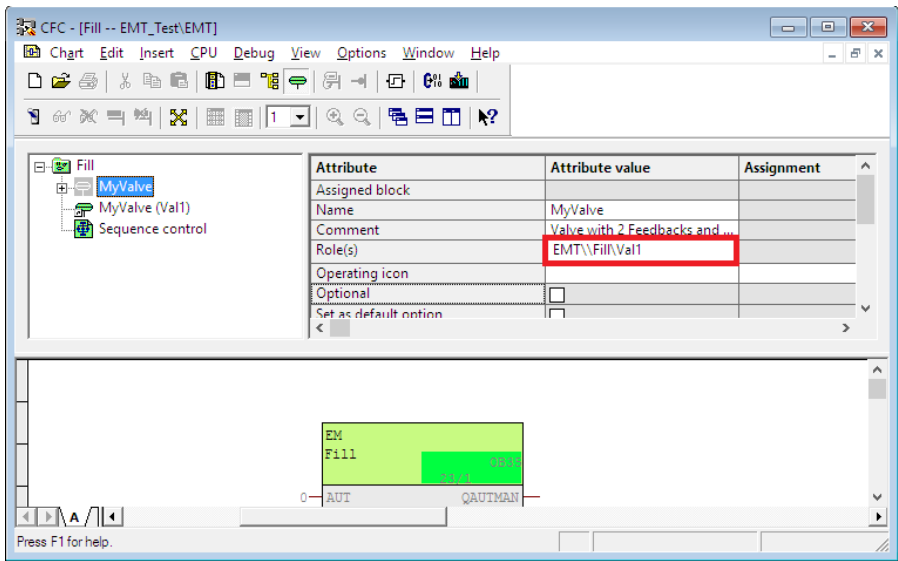 CFC - [Fill -- EMT_Test\EMT]
Chart Edit Insert CPU Debug View Options Window Help
1
Fill
MyValve
MyValve (Val1)
Sequence control
Attribute Attribute value Assignment
Assigned block
Name MyValve
Comment Valve with 2 Feedbacks and ...
Role(s) EMT\\Fill\Val1
Operating icon
Optional
Set as default option
EM
Fill
OB35
23/1
0 AUT QAUTMAN
A
Press F1 for help.